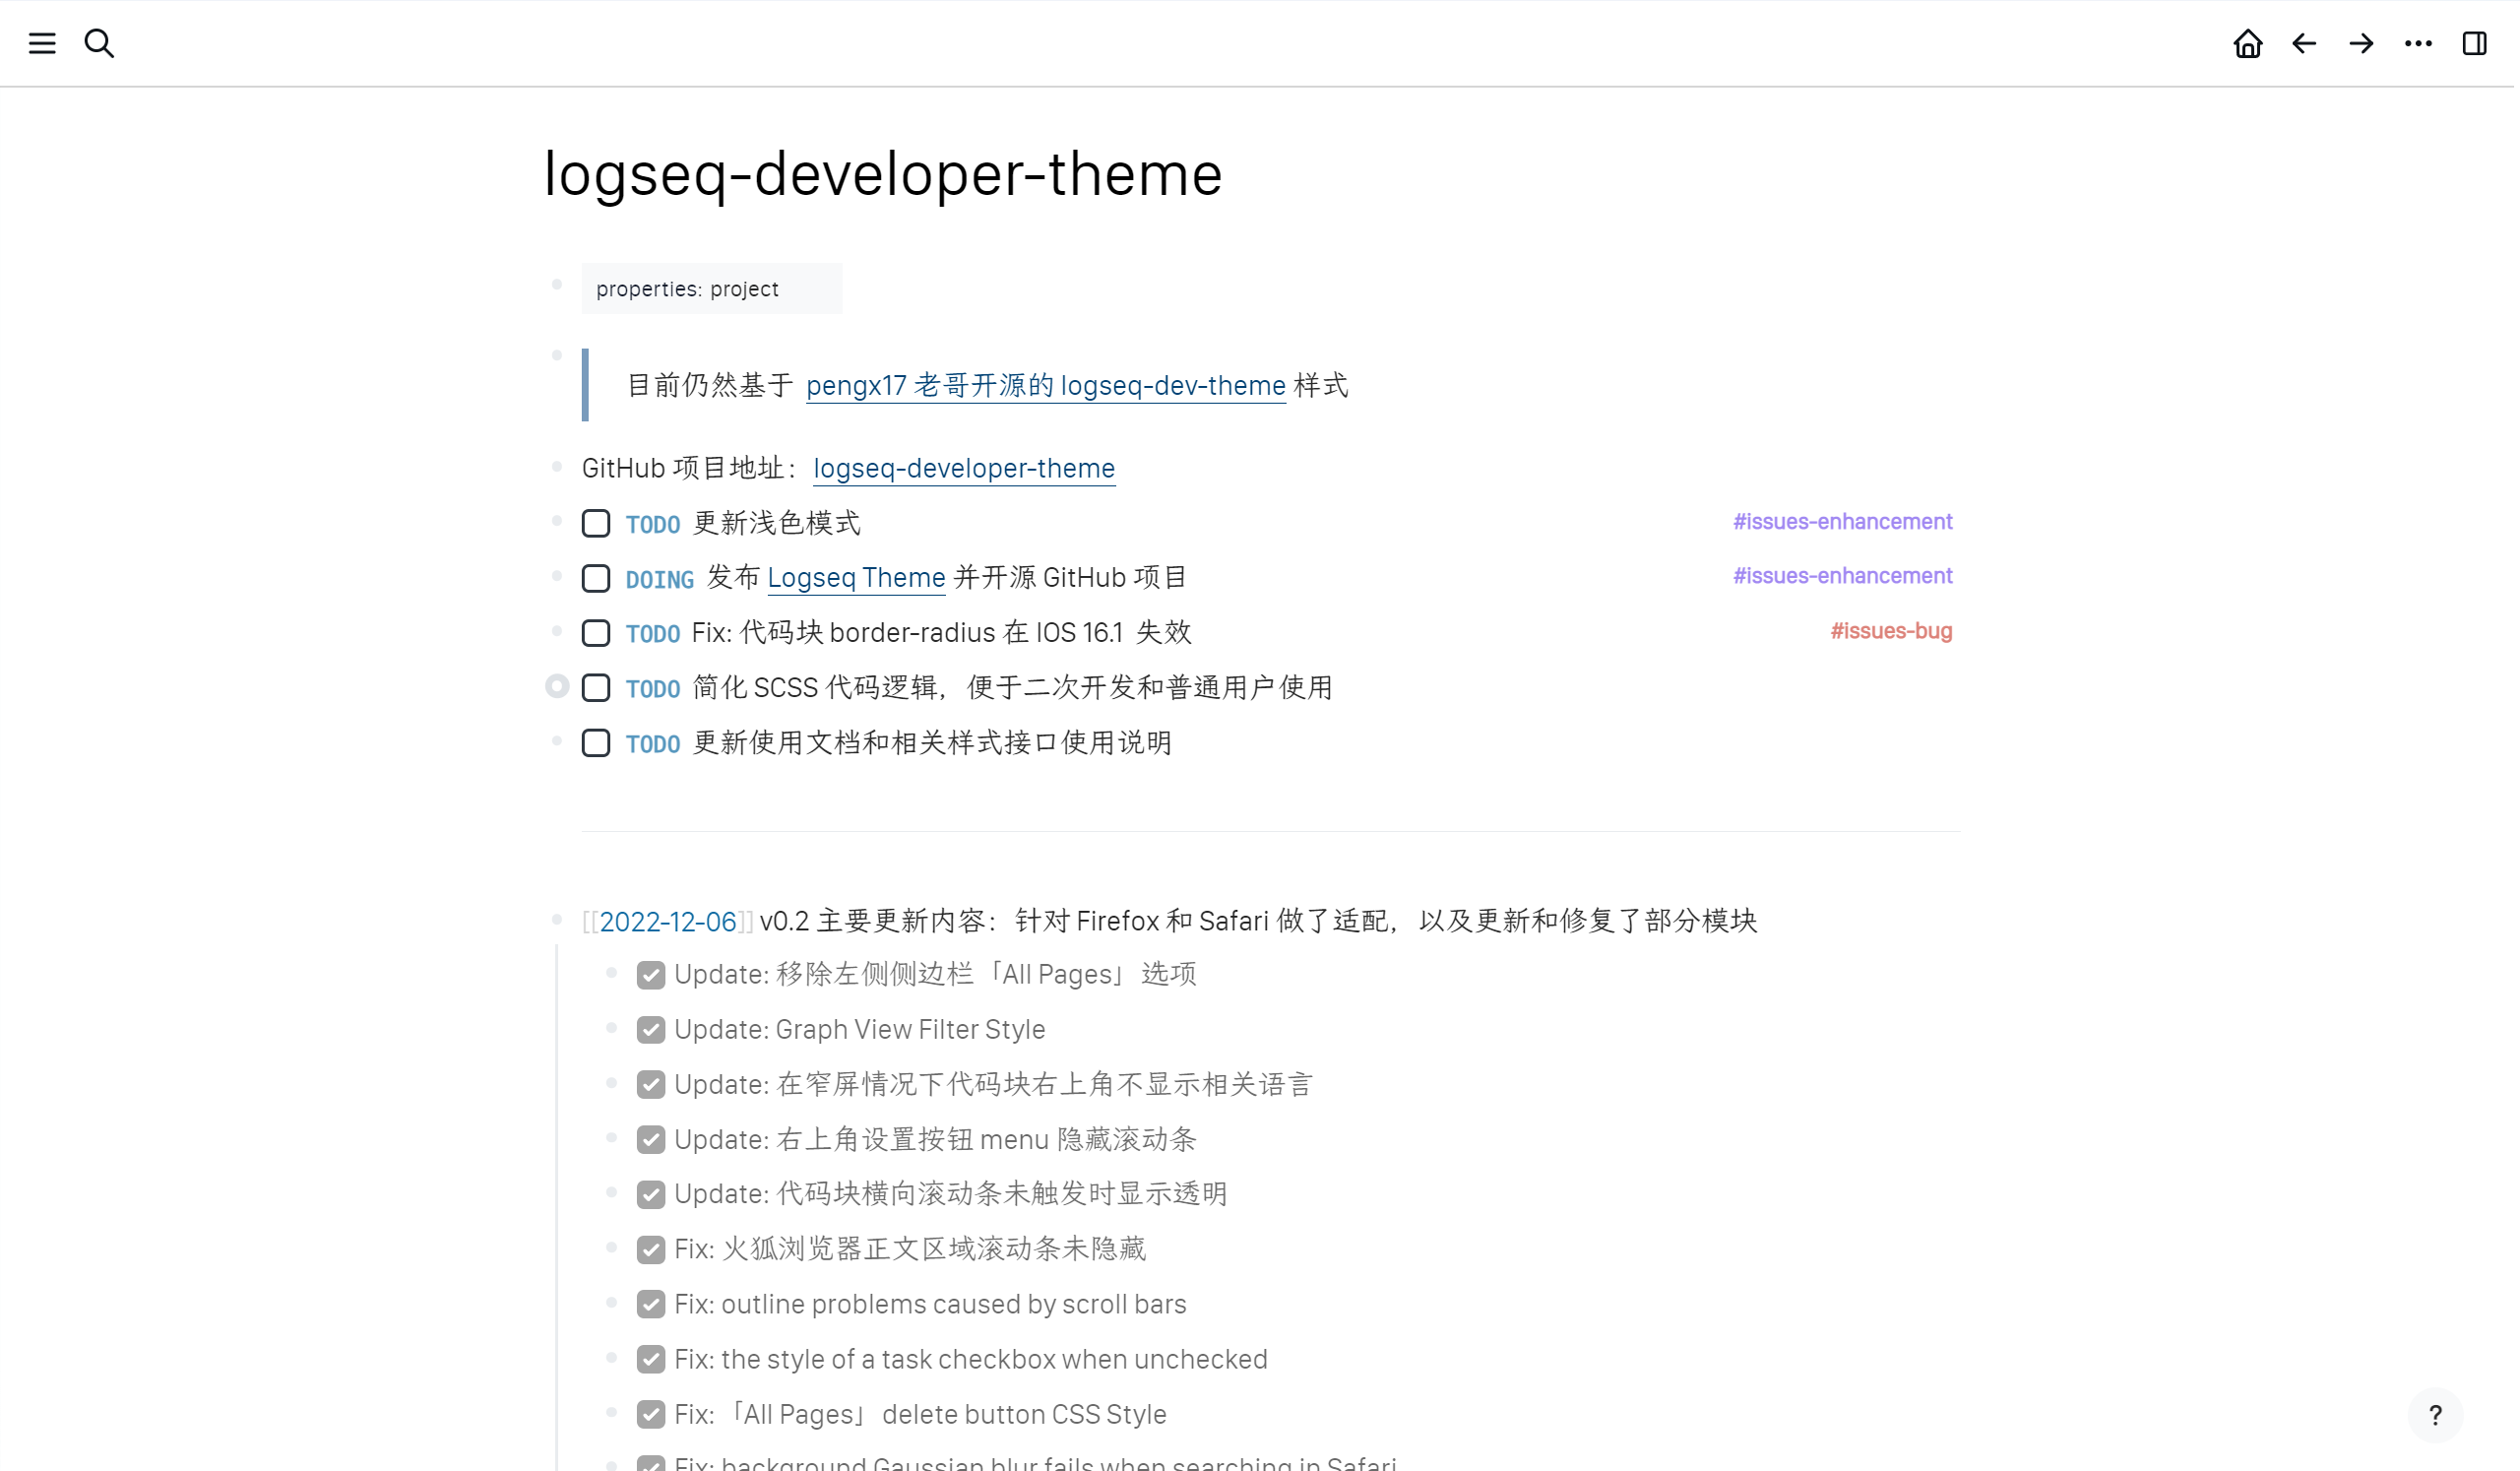 logseq-developer-theme
properties: project
目前仍然基于 pengx17 老哥开源的 logseq-dev-theme 样式
GitHub 项目地址：logseq-developer-theme
TODO 更新浅色模式 #issues-enhancement
DOING 发布 Logseq Theme 并开源 GitHub 项目 #issues-enhancement
TODO Fix: 代码块 border-radius 在 IOS 16.1 失效 #issues-bug
TODO 简化 SCSS 代码逻辑，便于二次开发和普通用户使用
TODO 更新使用文档和相关样式接口使用说明
[[2022-12-06]] v0.2 主要更新内容：针对 Firefox 和 Safari 做了适配，以及更新和修复了部分模块
Update: 移除左侧侧边栏「All Pages」选项
Update: Graph View Filter Style
Update: 在窄屏情况下代码块右上角不显示相关语言
Update: 右上角设置按钮 menu 隐藏滚动条
Update: 代码块横向滚动条未触发时显示透明
Fix: 火狐浏览器正文区域滚动条未隐藏
Fix: outline problems caused by scroll bars
Fix: the style of a task checkbox when unchecked
Fix:「All Pages」delete button CSS Style
?
Fix: background Gaussian blur fails when searching in Safari